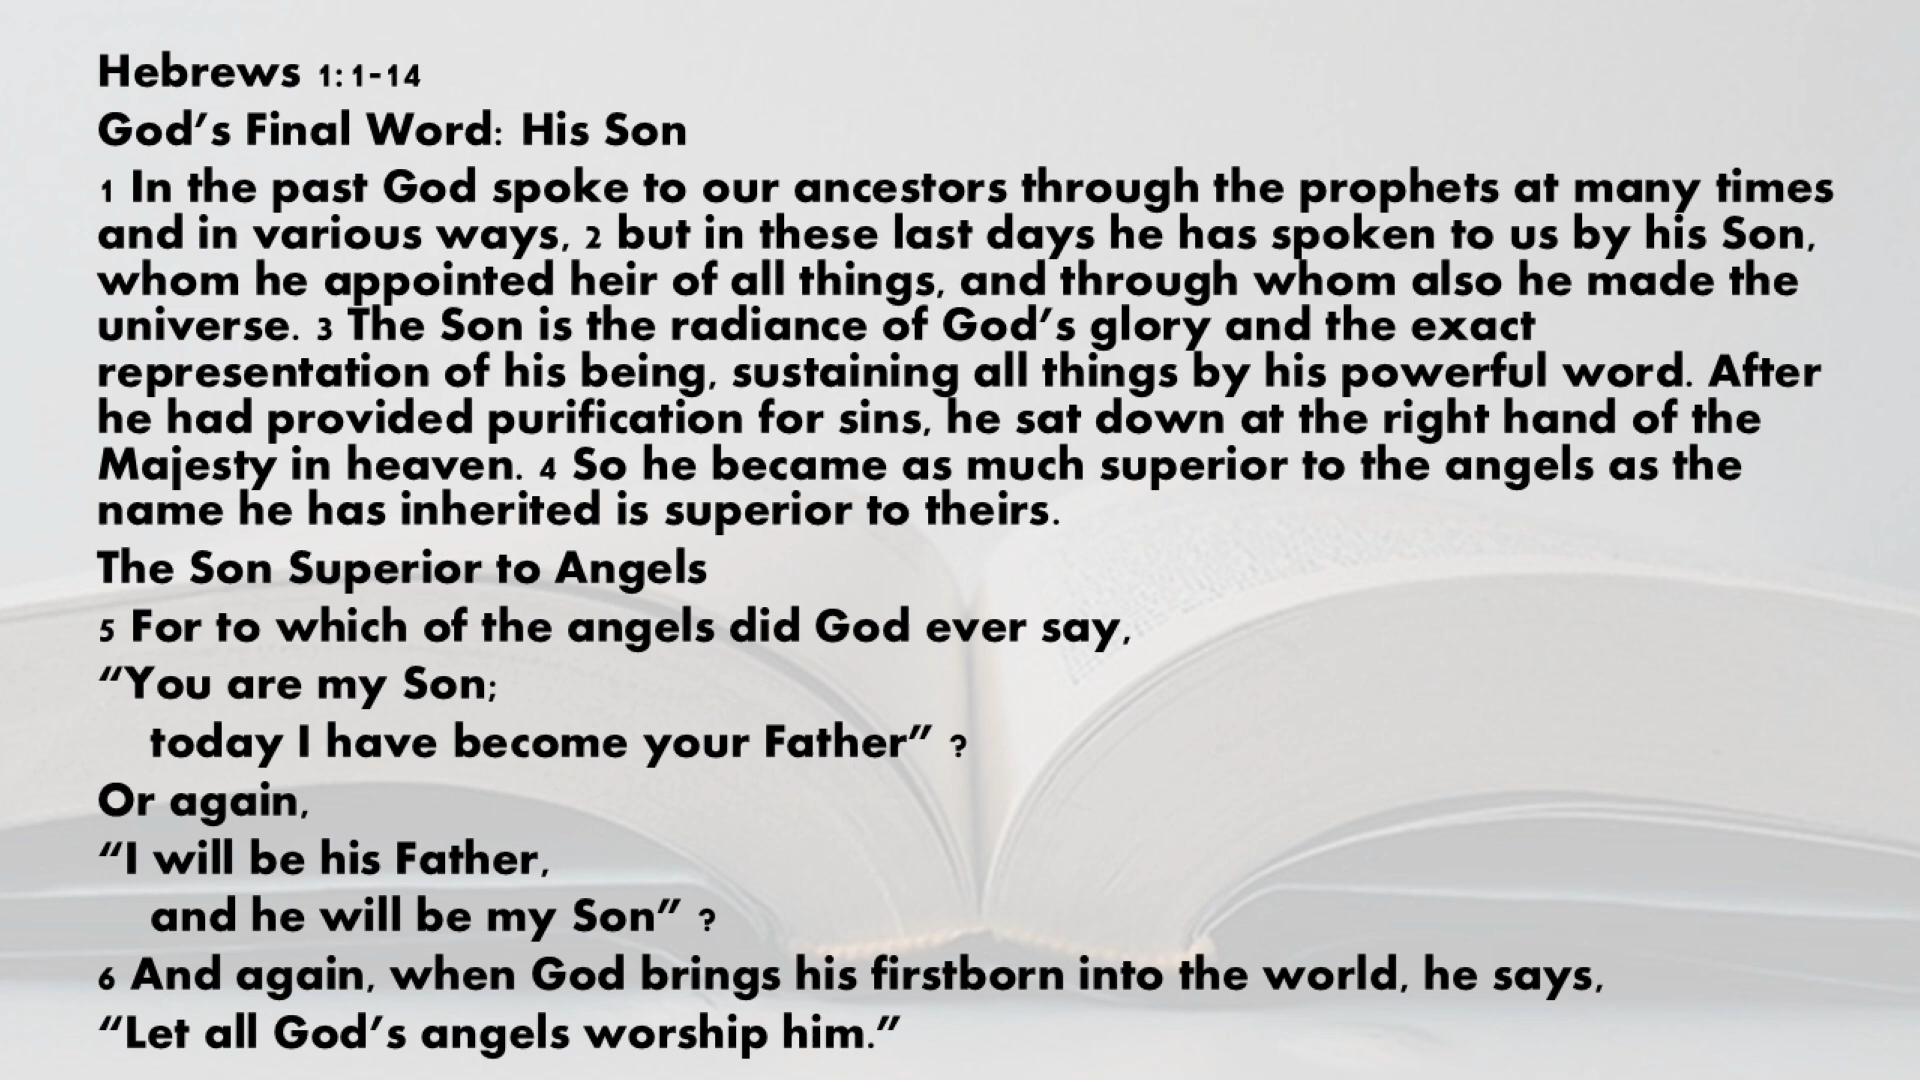 Hebrews 1:1-14
God’s Final Word: His Son
1 In the past God spoke to our ancestors through the prophets at many times
and in various ways, 2 but in these last days he has spoken to us by his Son,
whom he appointed heir of all things, and through whom also he made the
universe. 3 The Son is the radiance of God’s glory and the exact
representation of his being, sustaining all things by his powerful word. After
he had provided purification for sins, he sat down at the right hand of the
Majesty in heaven. 4 So he became as much superior to the angels as the
name he has inherited is superior to theirs.
The Son Superior to Angels
5 For to which of the angels did God ever say,
“You are my Son;
today I have become your Father” ?
Or again,
“I will be his Father,
and he will be my Son” ?
6 And again, when God brings his firstborn into the world, he says,
“Let all God’s angels worship him.”